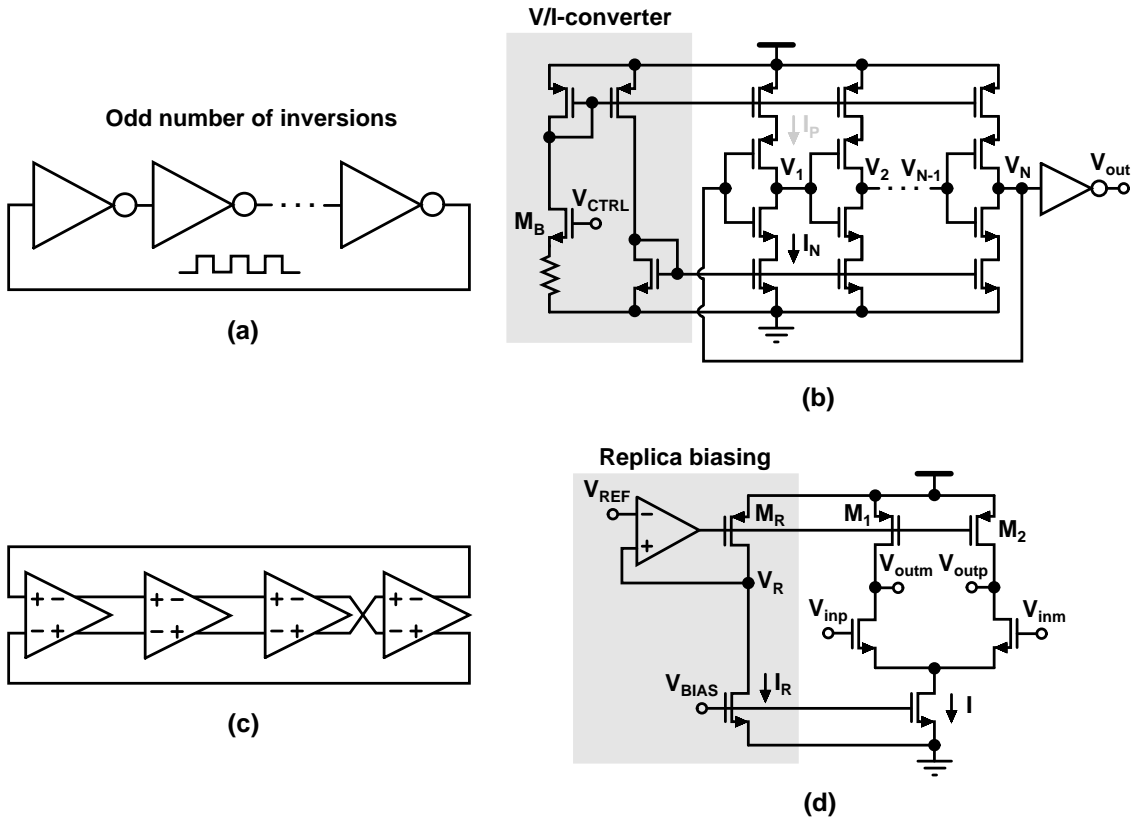 V/I-converter
Odd number of inversions
(a)
I_P
V_1
V_2
V_N-1
V_N
V_out
V_CTRL
M_B
I_N
(b)
+ −
+ −
+ −
+ −
− +
− +
− +
− +
(c)
Replica biasing
V_REF
−
+
M_R
M_1
M_2
V_R
V_outm
V_outp
V_inp
V_inm
V_BIAS
I_R
I
(d)